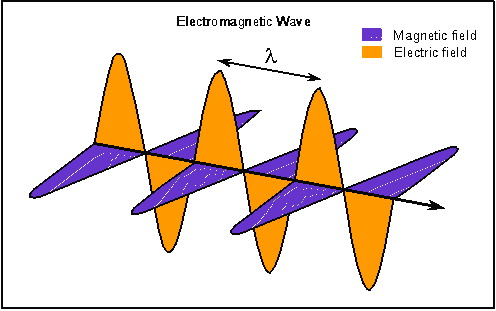 Electromagnetic Wave
Magnetic field
Electric field
λ